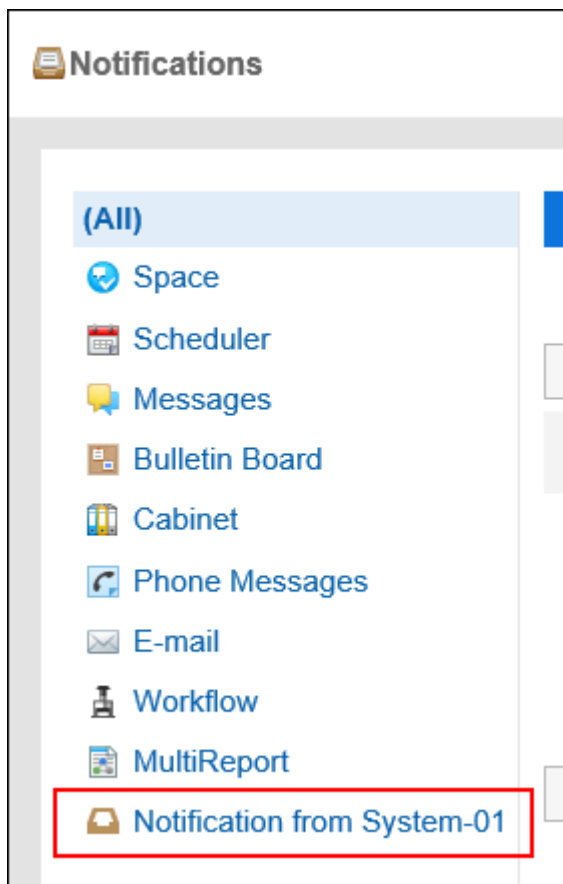 Notifications
(All)
Space
Scheduler
Messages
Bulletin Board
Cabinet
Phone Messages
E-mail
Workflow
MultiReport
Notification from System-01